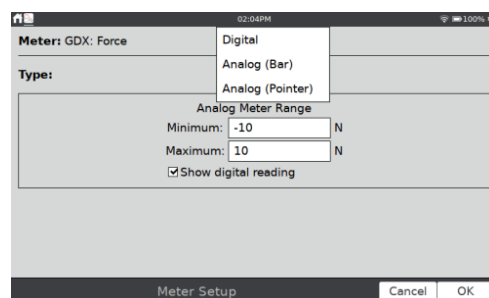 02:04PM 100%
Meter: GDX: Force
Digital
Analog (Bar)
Type:
Analog (Pointer)
Analog Meter Range
Minimum: -10 N
Maximum: 10 N
Show digital reading
Meter Setup Cancel OK